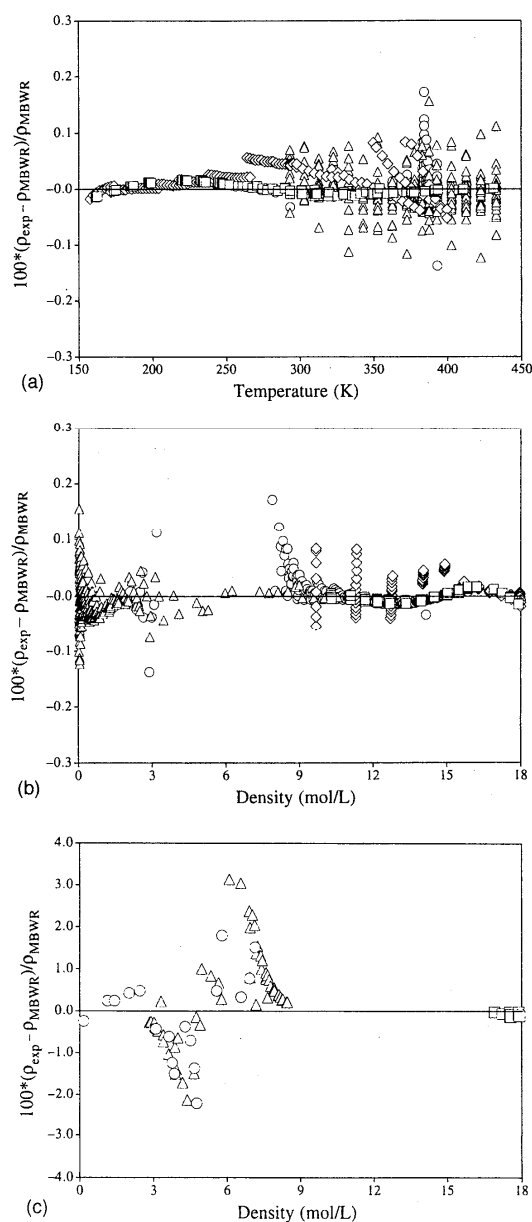 0.3
0.2
0.1
-0.0
-0.1
-0.2
-0.3
100*(ρexp - ρMBWR)/ρMBWR
150 200 250 300 350 400 450
Temperature (K)
(a)
0.3
0.2
0.1
-0.0
-0.1
-0.2
-0.3
100*(ρexp - ρMBWR)/ρMBWR
0 3 6 9 12 15 18
Density (mol/L)
(b)
4.0
3.0
2.0
1.0
0.0
-1.0
-2.0
-3.0
-4.0
100*(ρexp - ρMBWR)/ρMBWR
0 3 6 9 12 15 18
Density (mol/L)
(c)